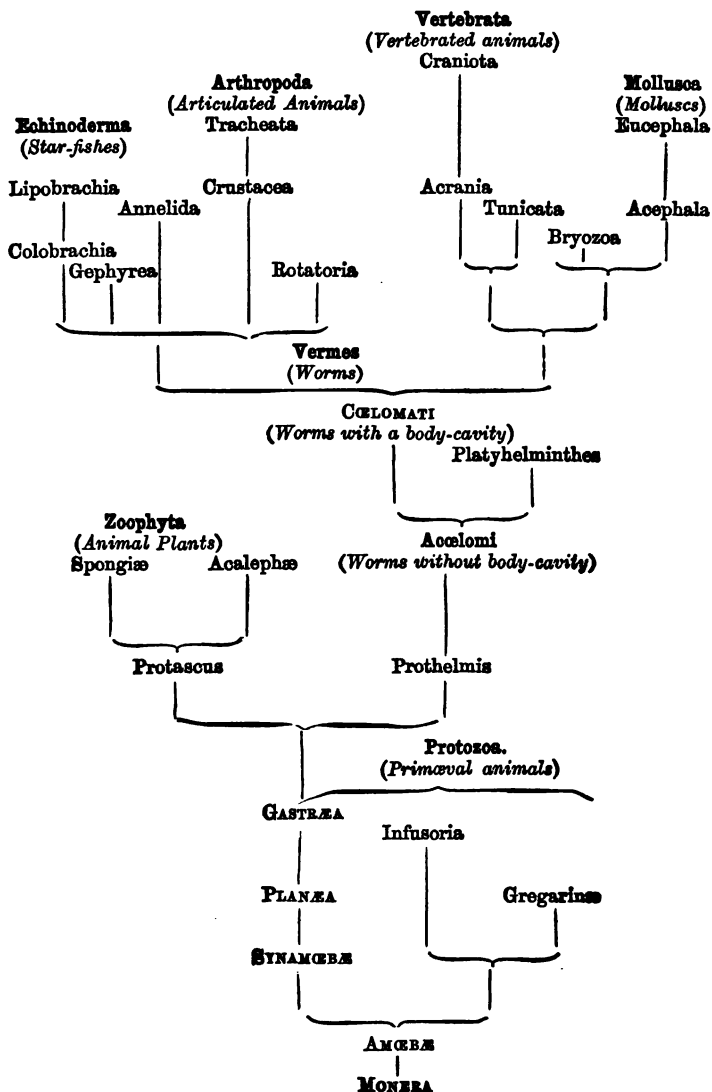 Vertebrata
(Vertebrated animals)
Craniota
Arthropoda
(Articulated Animals)
Tracheata
Mollusca
(Molluscs)
Eucephala
Echinoderma
(Star-fishes)
Lipobrachia
Crustacea
Acrania
Annelida
Tunicata
Acephala
Bryozoa
Colobrachia
Gephyrea
Rotatoria
Vermes
(Worms)
CŒLOMATI
(Worms with a body-cavity)
Platyhelminthes
Zoophyta
(Animal Plants)
Spongiæ
Acalephæ
Acœlomi
(Worms without body-cavity)
Protascus
Prothelmis
Protozoa.
(Primæval animals)
GASTRÆA
Infusoria
PLANÆA
Gregarinæ
SYNAMŒBÆ
AMŒBÆ
MONERA